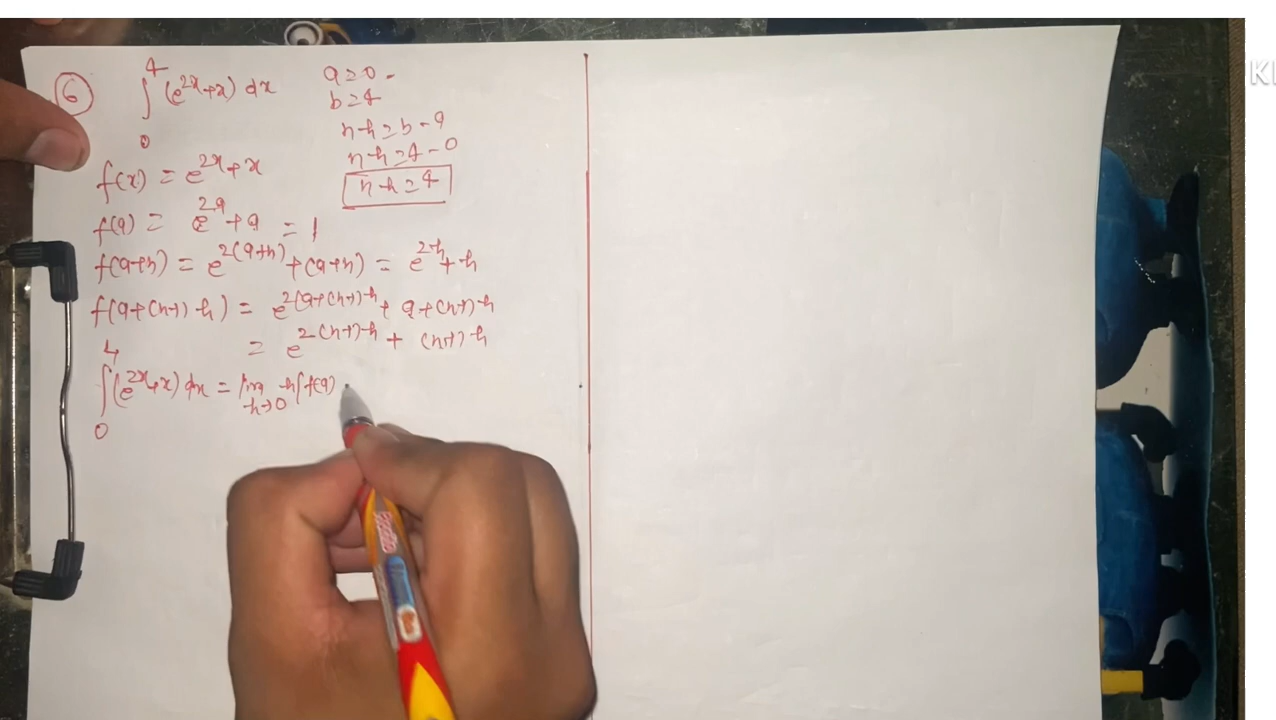 6
∫₀⁴ (e^{2x}+x) dx
a=0
b=4
nh=b-a
nh=4-0
nh=4
f(x) = e^{2x}+x
f(a) = e^{2a}+a = 1
f(a+h) = e^{2(a+h)}+(a+h) = e^{2h}+h
f(a+(n-1)h) = e^{2(a+(n-1)h}+ a+(n-1)h
= e^{2(n-1)h}+ (n-1)h
∫₀⁴(e^{2x}+x) dx = lim_{h→0} h[f(a)